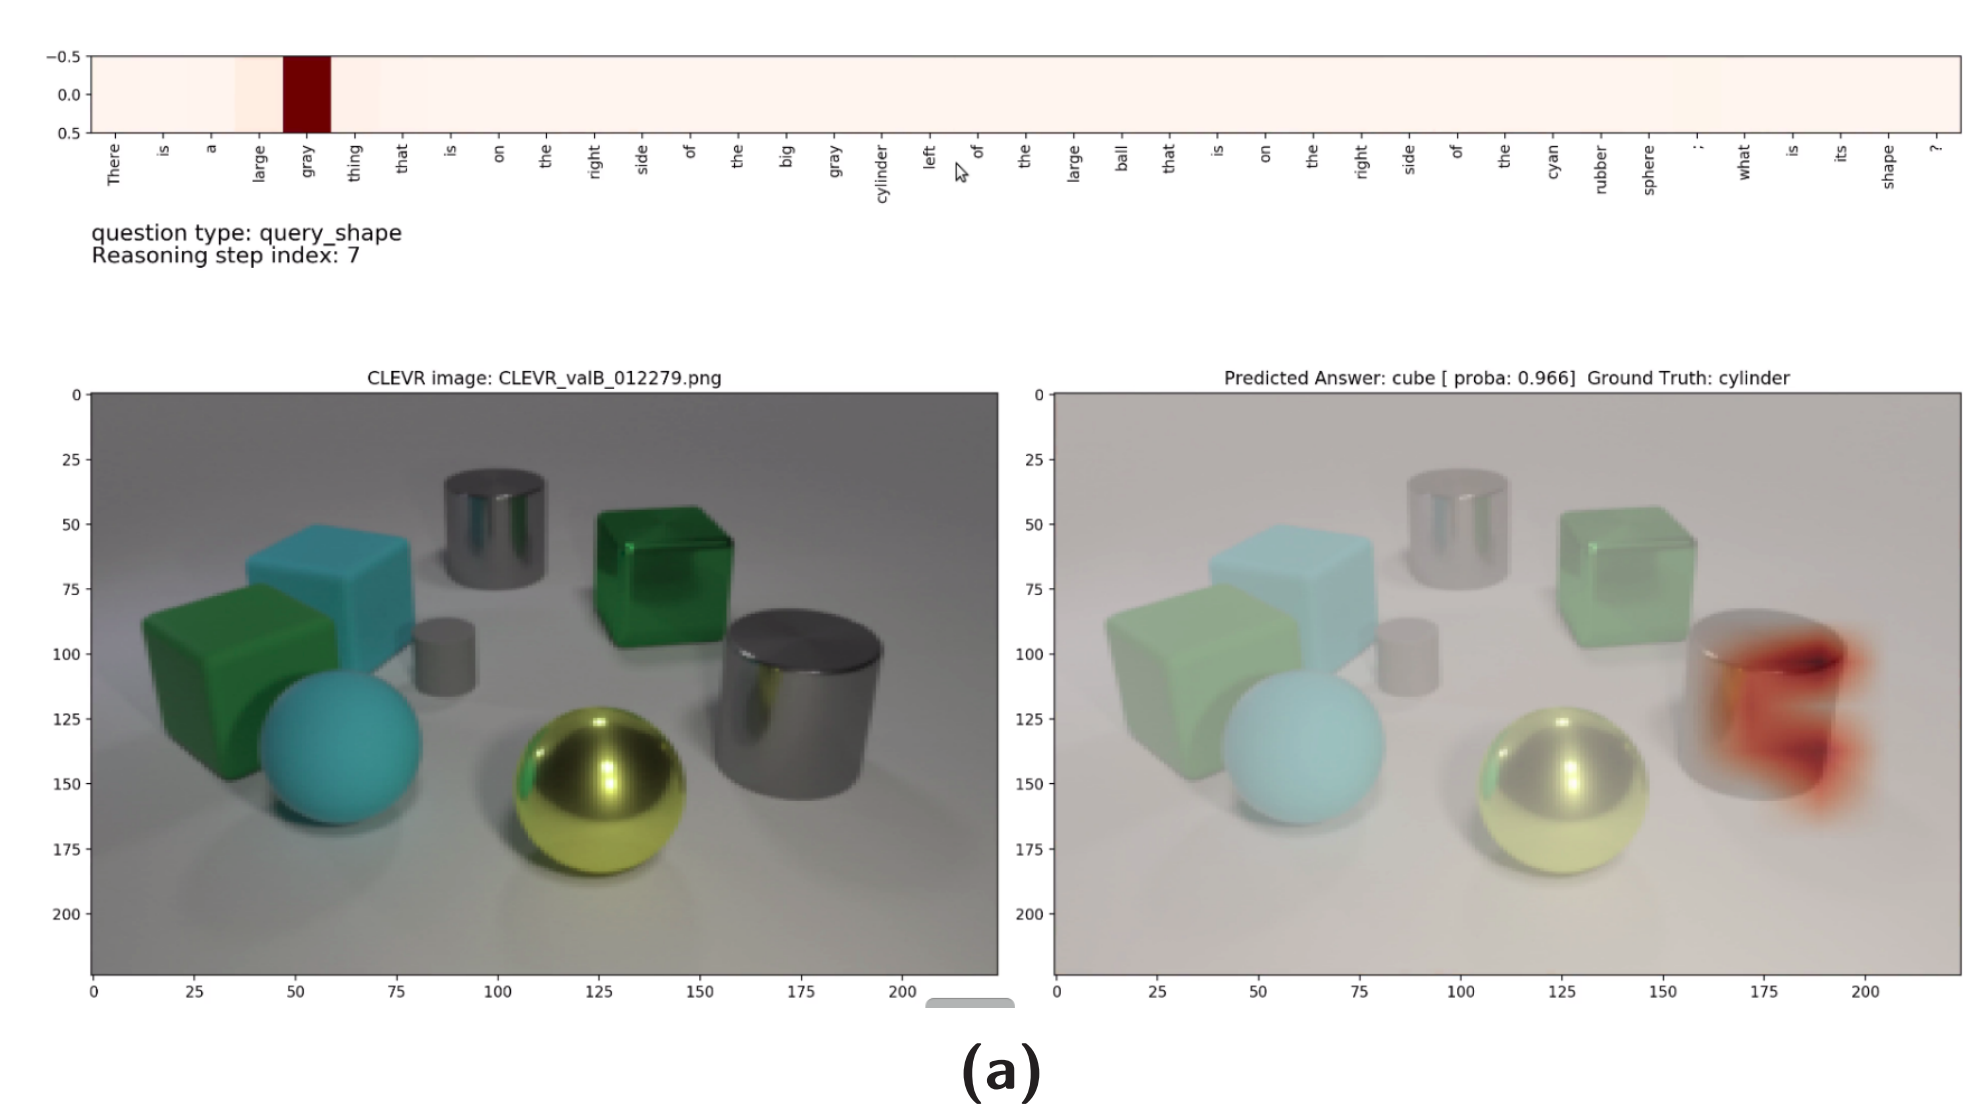 −0.5
0.0
0.5
There is a large gray thing that is on the right side of the big gray cylinder left of the large ball that is on the right side of the cyan rubber sphere ; what is its shape ?
question type: query_shape
Reasoning step index: 7
CLEVR image: CLEVR_valB_012279.png
0
25
50
75
100
125
150
175
200
0 25 50 75 100 125 150 175 200
Predicted Answer: cube [ proba: 0.966] Ground Truth: cylinder
0
25
50
75
100
125
150
175
200
0 25 50 75 100 125 150 175 200
(a)